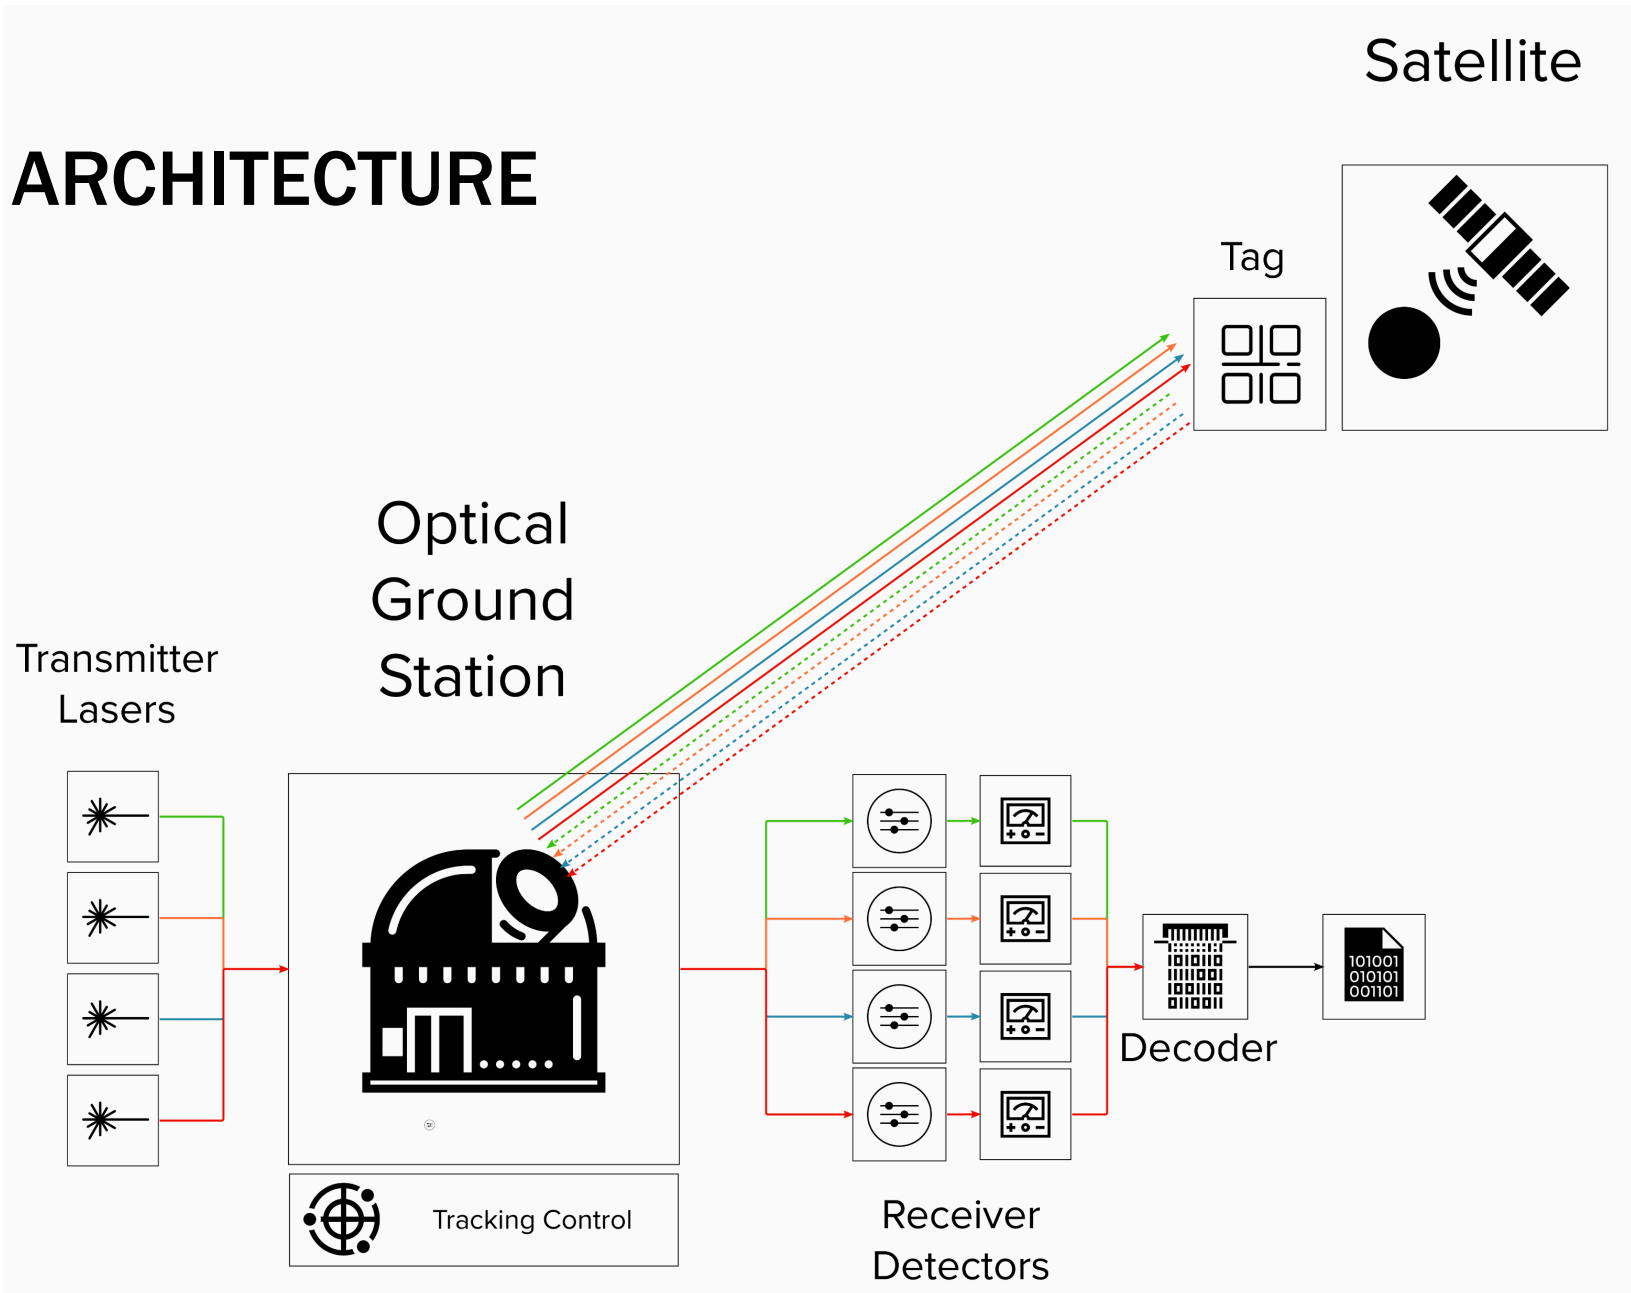 Satellite
ARCHITECTURE
Tag
Optical
Ground
Station
Transmitter
Lasers
101001
010101
001101
Decoder
Tracking Control
Receiver
Detectors